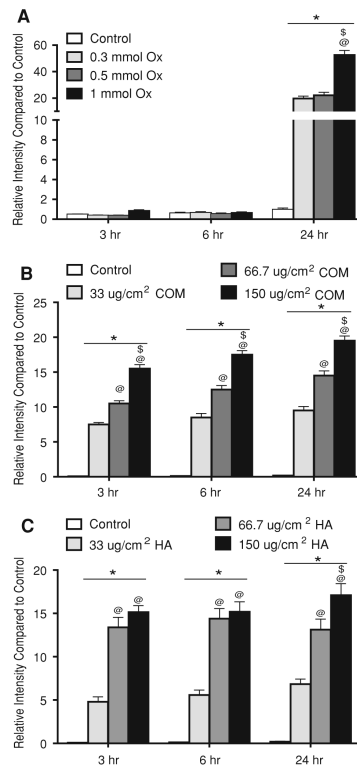 A
Relative Intensity Compared to Control
Control
0.3 mmol Ox
0.5 mmol Ox
1 mmol Ox
60
40
20
10
8
6
4
2
0
*
$
@
3 hr
6 hr
24 hr
B
Relative Intensity Compared to Control
Control
33 ug/cm² COM
66.7 ug/cm² COM
150 ug/cm² COM
25
20
15
10
5
0
*
@
$
@
*
@
$
@
*
@
$
@
3 hr
6 hr
24 hr
C
Relative Intensity Compared to Control
Control
33 ug/cm² HA
66.7 ug/cm² HA
150 ug/cm² HA
20
15
10
5
0
*
@
@
*
@
@
*
@
$
@
3 hr
6 hr
24 hr